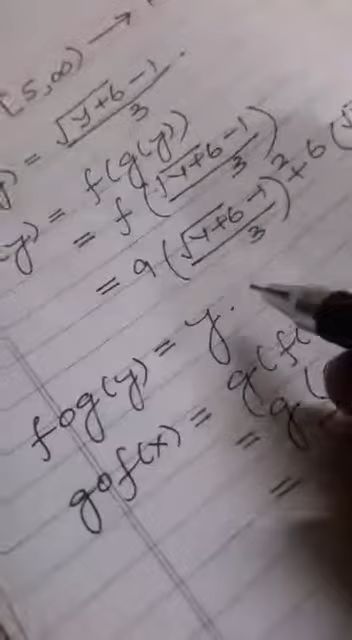 [5,∞) →
) = √y+6 -1 / 3 .
y) = f(g(y))
= f(√y+6 -1 / 3)
= 9(√y+6 -1 / 3)² + 6(√
fog(y) = y.
gof(x) = g(f(
= g(
=